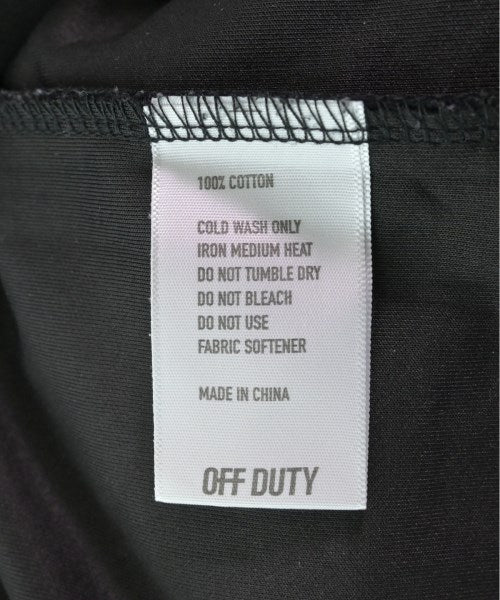 100% COTTON
COLD WASH ONLY
IRON MEDIUM HEAT
DO NOT TUMBLE DRY
DO NOT BLEACH
DO NOT USE
FABRIC SOFTENER
MADE IN CHINA
OFF DUTY